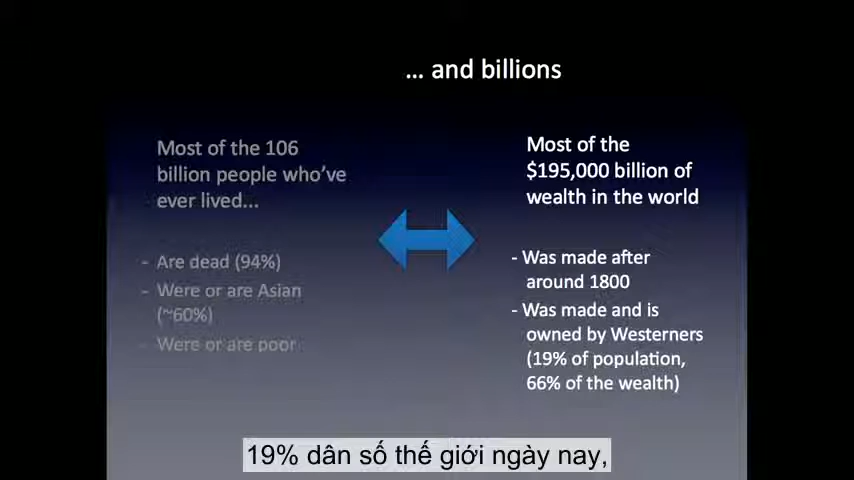 ... and billions
Most of the 106
billion people who've
ever lived...
- Are dead (94%)
- Were or are Asian
(~60%)
- Were or are poor
Most of the
$195,000 billion of
wealth in the world
- Was made after
around 1800
- Was made and is
owned by Westerners
(19% of population,
66% of the wealth)
19% dân số thế giới ngày nay,